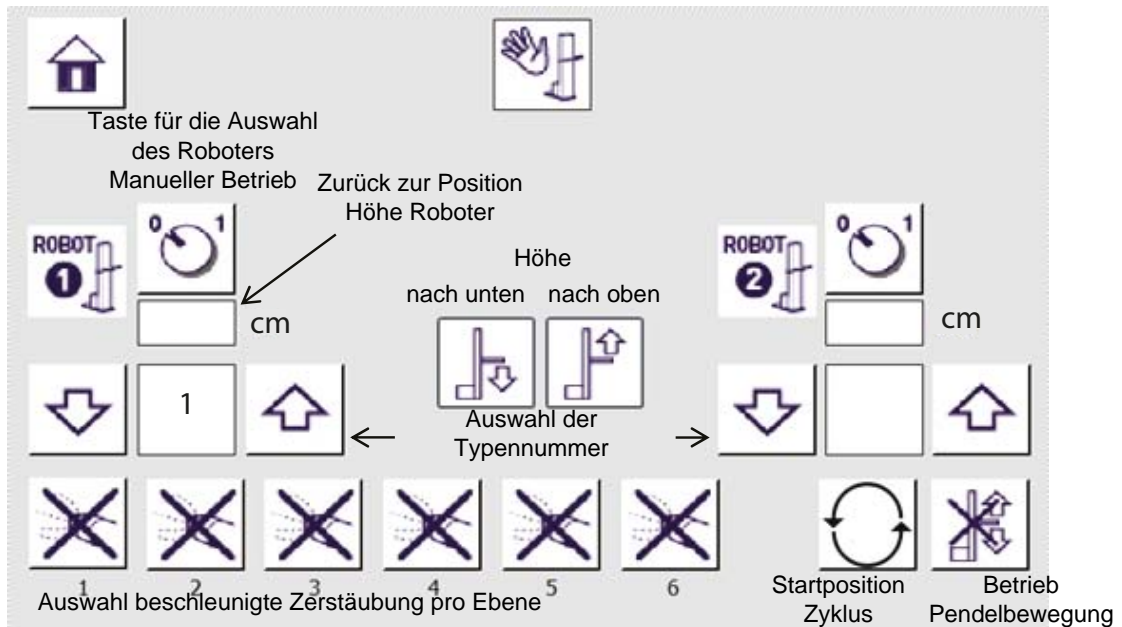 Taste für die Auswahl
des Roboters
Manueller Betrieb
Zurück zur Position
Höhe Roboter
ROBOT
1
0 1
cm
Höhe
nach unten nach oben
ROBOT
2
0 1
cm
1
Auswahl der
Typennummer
1 2 3 4 5 6
Auswahl beschleunigte Zerstäubung pro Ebene
Startposition
Zyklus
Betrieb
Pendelbewegung